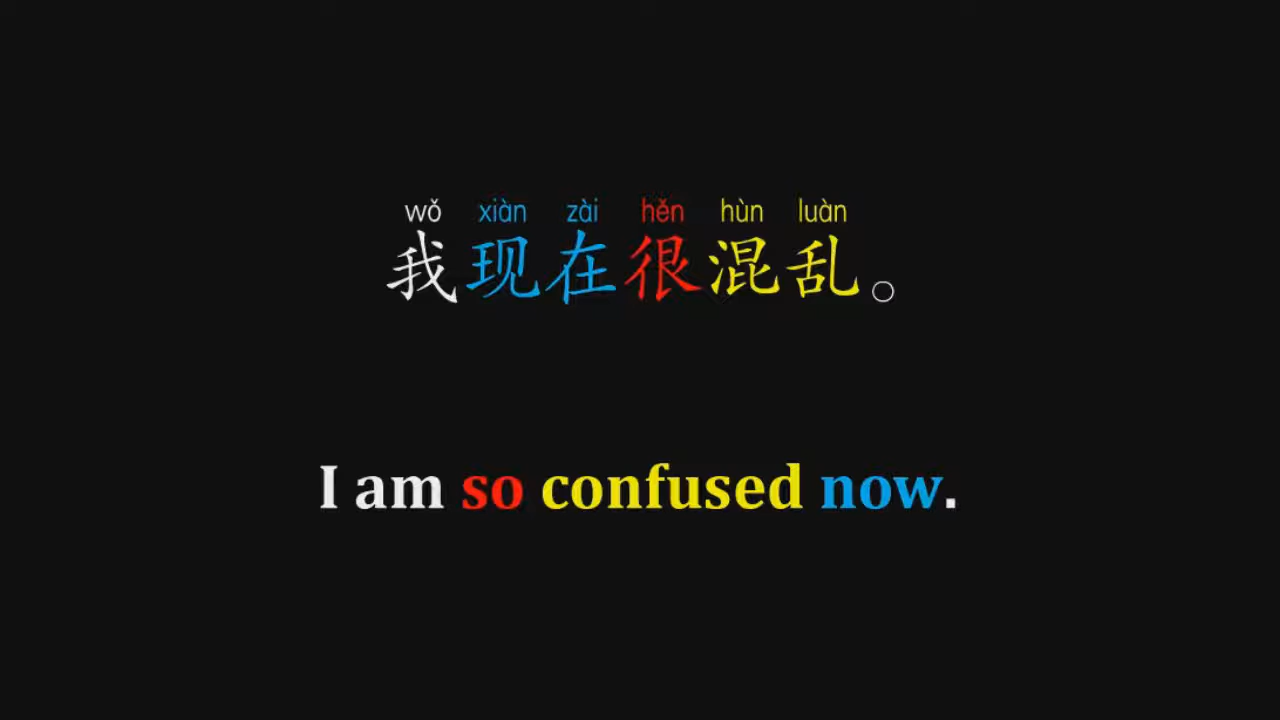 wǒ xiàn zài hěn hùn luàn
我现在很混乱。
I am so confused now.